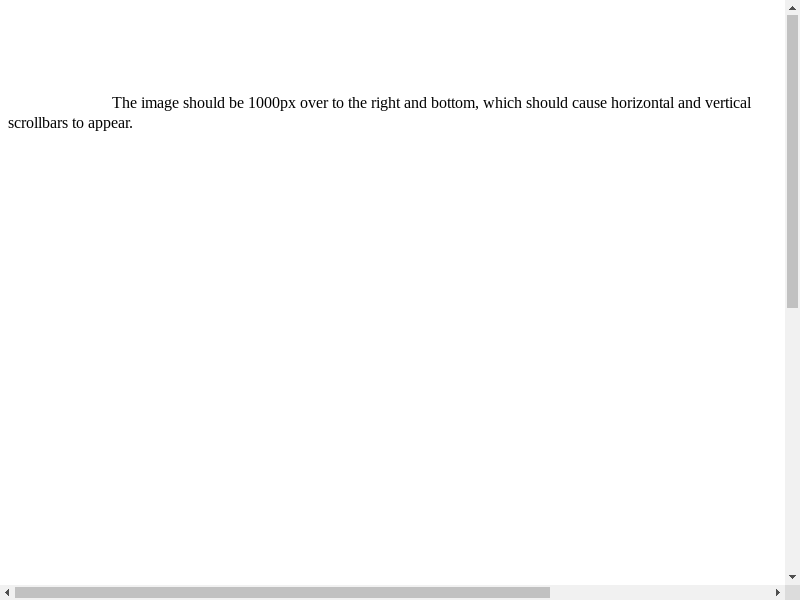 The image should be 1000px over to the right and bottom, which should cause horizontal and vertical
scrollbars to appear.